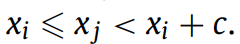 xᵢ ⩽ xⱼ < xᵢ + c.